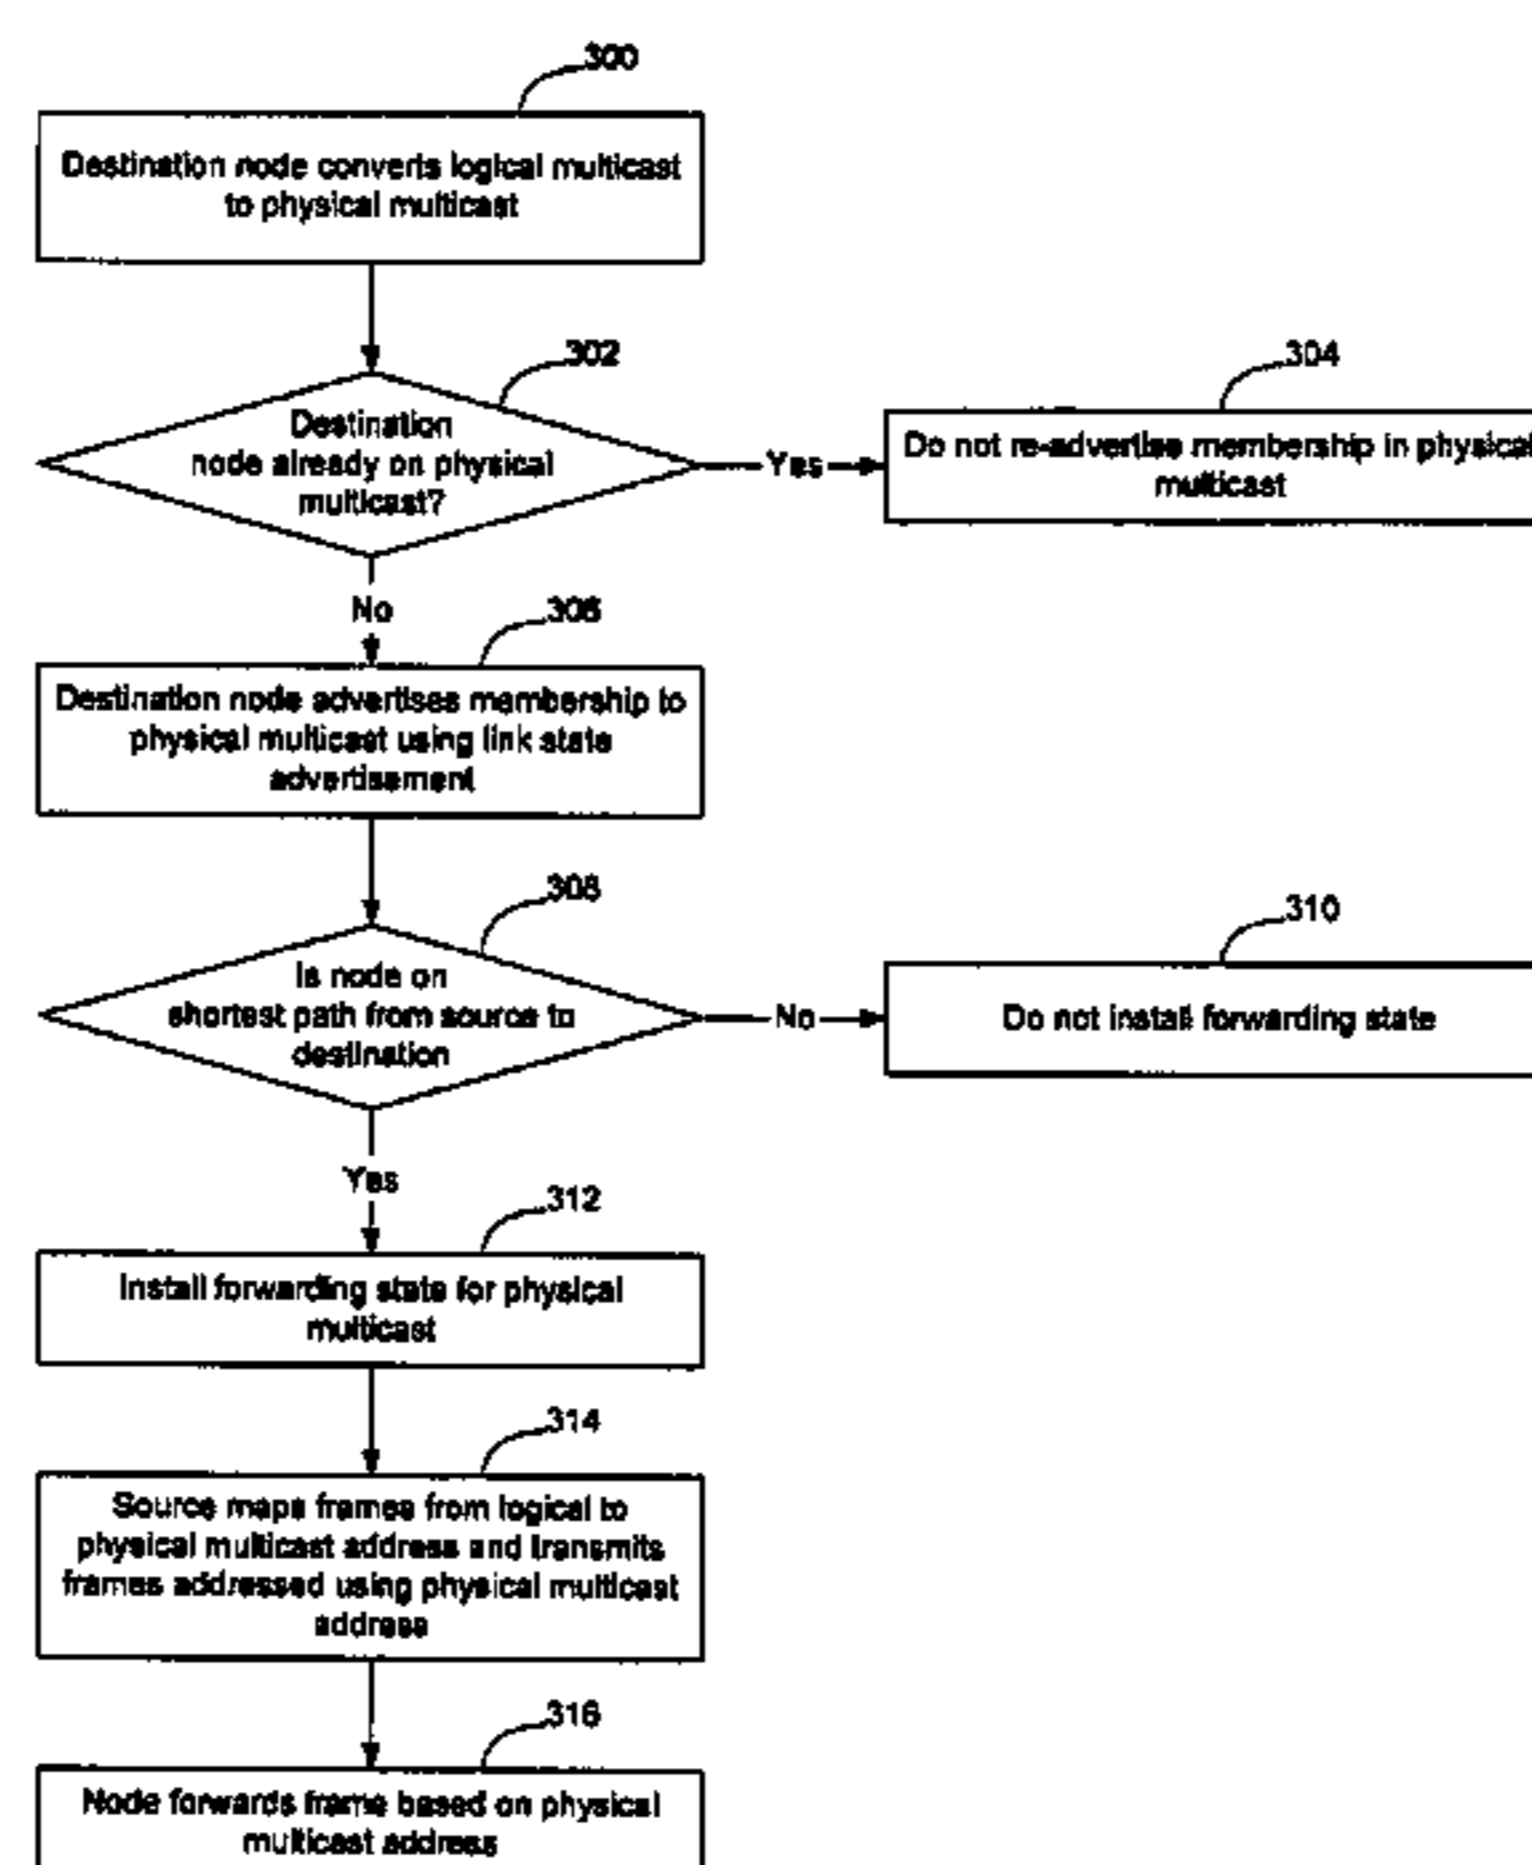 300
Destination node converts logical multicast
to physical multicast
302
Destination
node already on physical
multicast?
Yes
304
Do not re-advertise membership in physical
multicast
No
306
Destination node advertises membership to
physical multicast using link state
advertisement
308
Is node on
shortest path from source to
destination
No
310
Do not install forwarding state
Yes
312
Install forwarding state for physical
multicast
314
Source maps frames from logical to
physical multicast address and transmits
frames addressed using physical multicast
address
316
Node forwards frame based on physical
multicast address